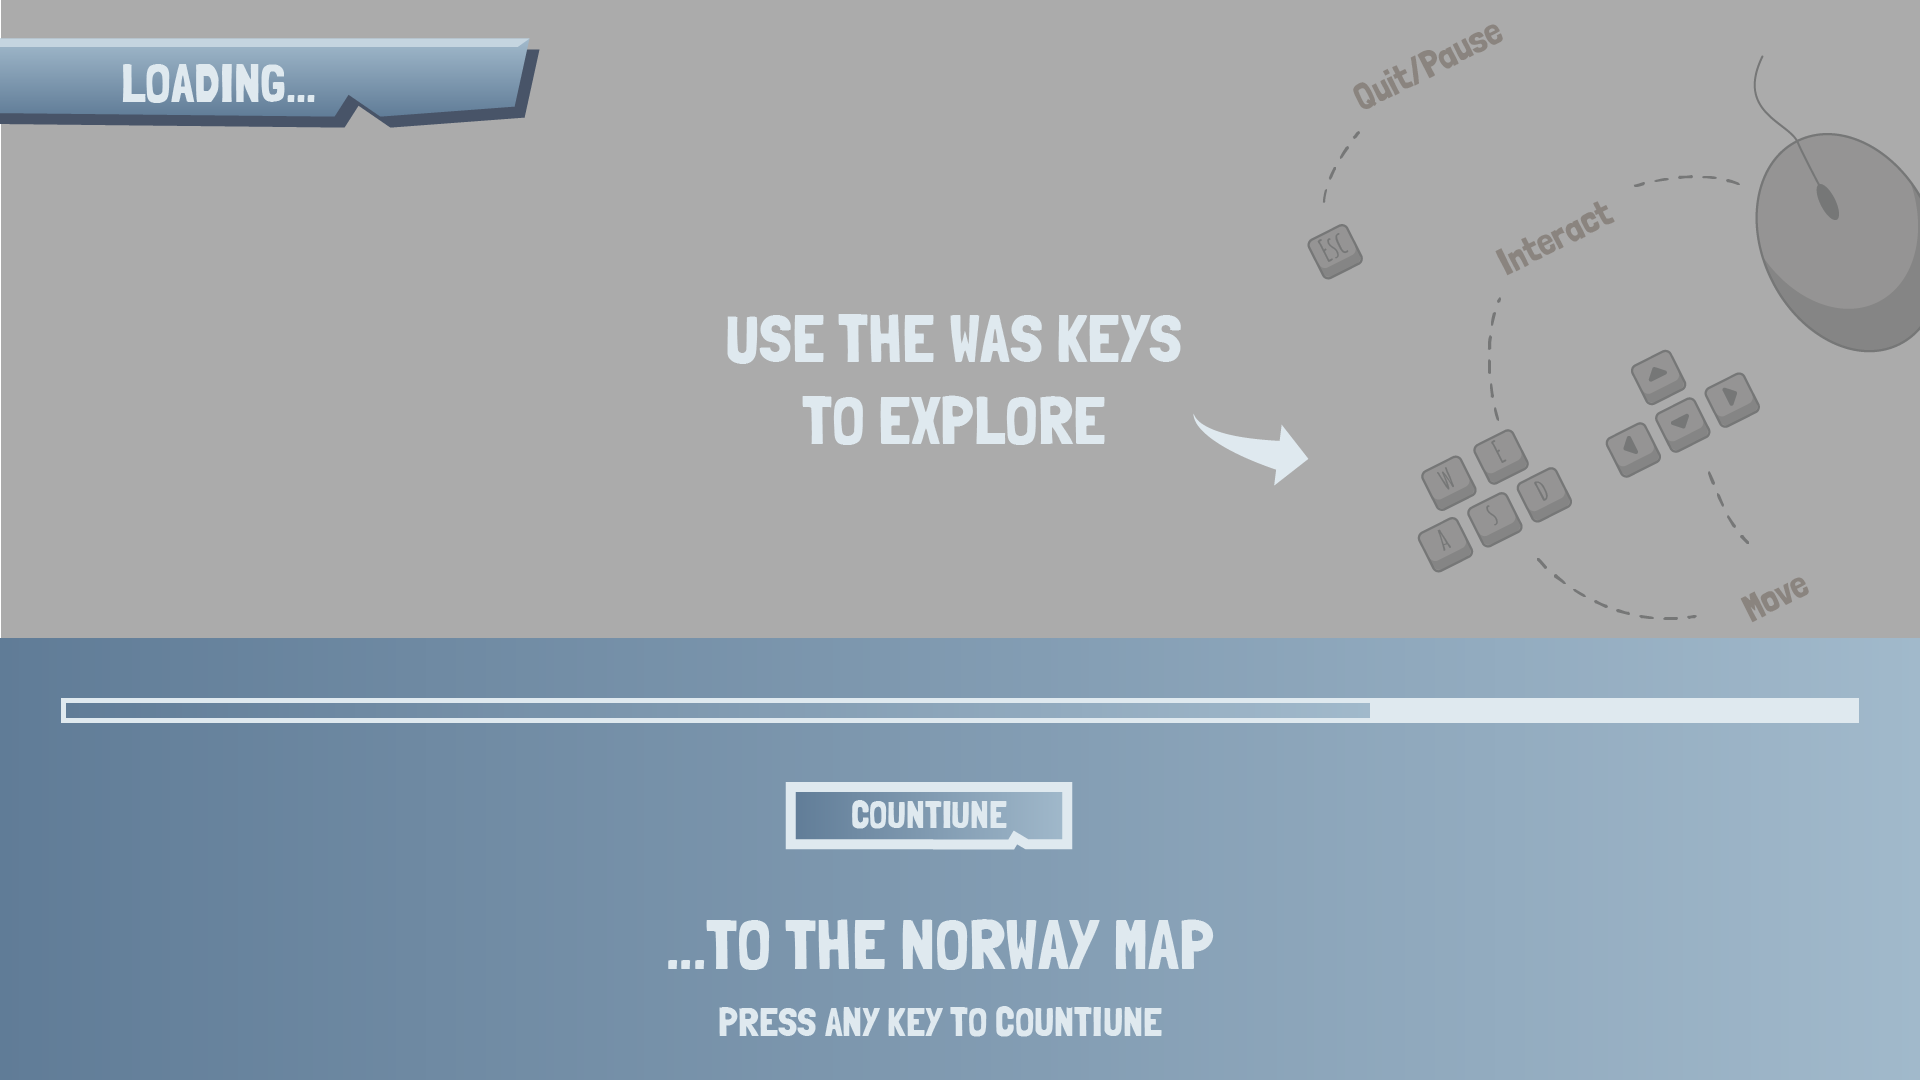 LOADING...
Quit/Pause
ESC
Interact
USE THE WAS KEYS
TO EXPLORE
W E
A S D
Move
COUNTIUNE
...TO THE NORWAY MAP
PRESS ANY KEY TO COUNTIUNE